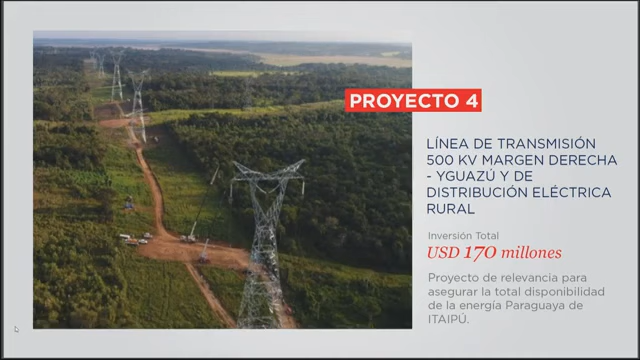 PROYECTO 4
LÍNEA DE TRANSMISIÓN
500 KV MARGEN DERECHA
- YGUAZÚ Y DE
DISTRIBUCIÓN ELÉCTRICA
RURAL
Inversión Total
USD 170 millones
Proyecto de relevancia para
asegurar la total disponibilidad
de la energía Paraguaya de
ITAIPÚ.